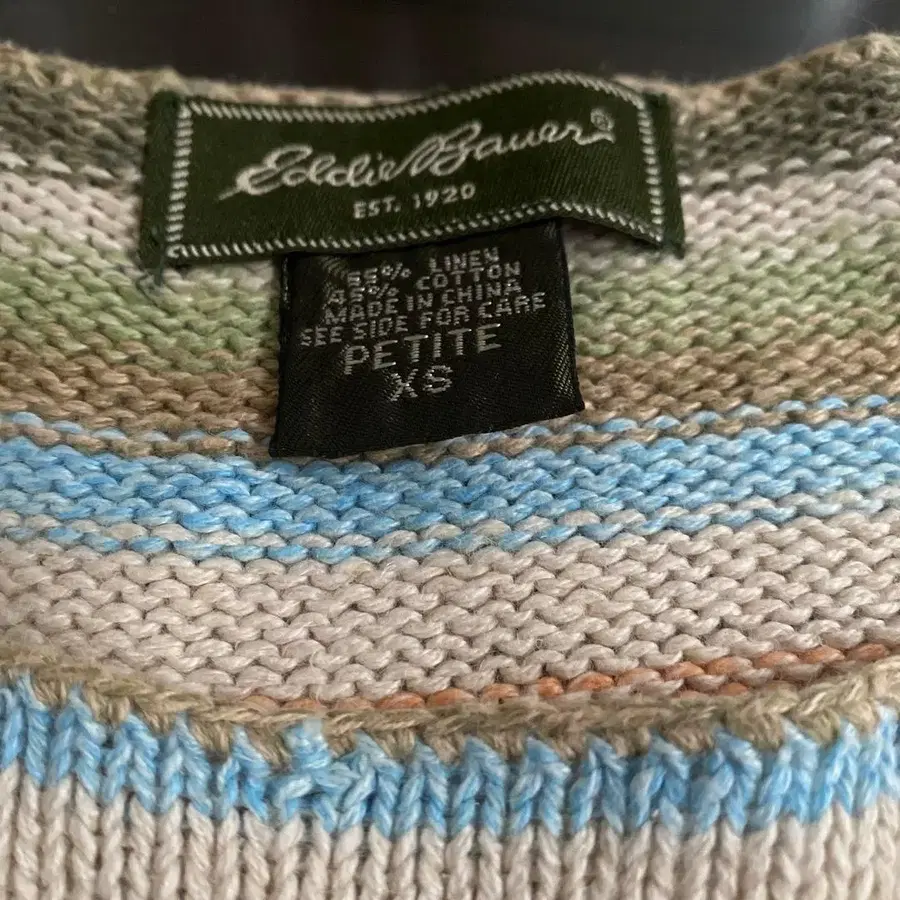 Eddie Bauer®
EST. 1920
55% LINEN
45% COTTON
MADE IN CHINA
SEE SIDE FOR CARE
PETITE
XS